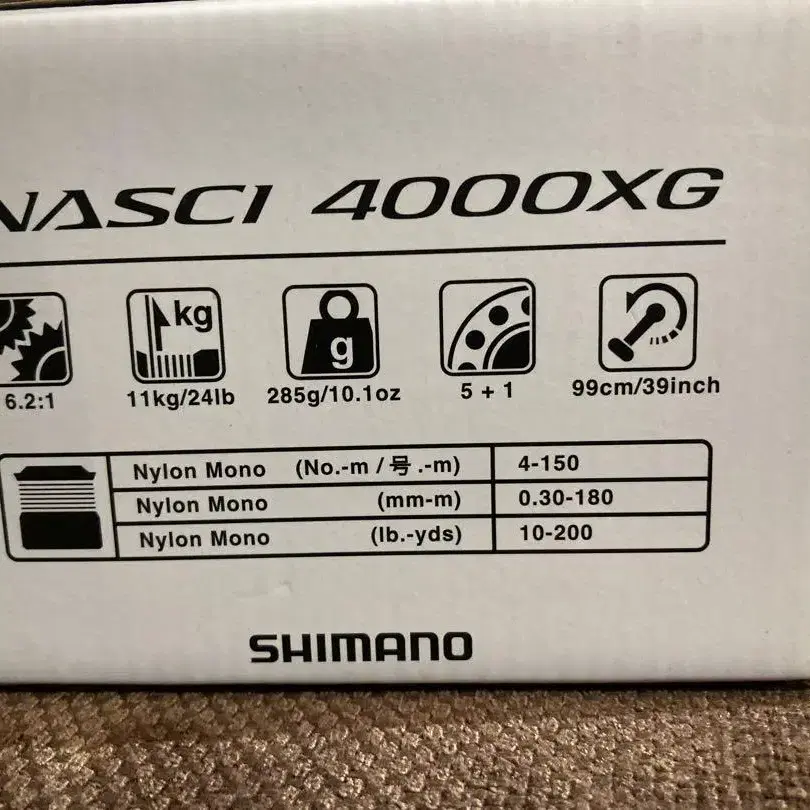 NASCI 4000XG
kg
g
6.2:1
11kg/24lb
285g/10.1oz
5 + 1
99cm/39inch
Nylon Mono (No.-m / 号.-m) 4-150
Nylon Mono (mm-m) 0.30-180
Nylon Mono (lb.-yds) 10-200
SHIMANO